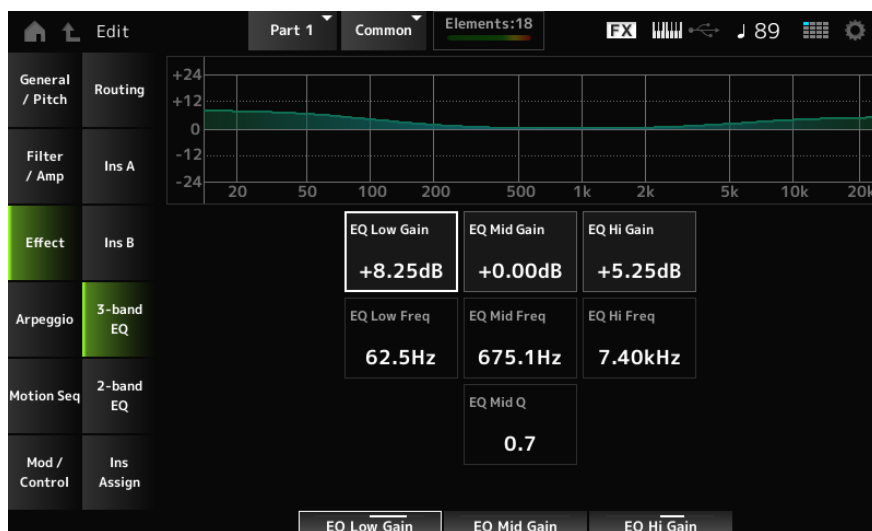 Edit Part 1 Common Elements:18 FX ♩ 89
General / Pitch
Routing
Filter / Amp
Ins A
Effect
Ins B
Arpeggio
3-band EQ
Motion Seq
2-band EQ
Mod / Control
Ins Assign
+24
+12
0
-12
-24
20 50 100 200 500 1k 2k 5k 10k 20k
EQ Low Gain EQ Mid Gain EQ Hi Gain
+8.25dB +0.00dB +5.25dB
EQ Low Freq EQ Mid Freq EQ Hi Freq
62.5Hz 675.1Hz 7.40kHz
EQ Mid Q
0.7
EQ Low Gain EQ Mid Gain EQ Hi Gain